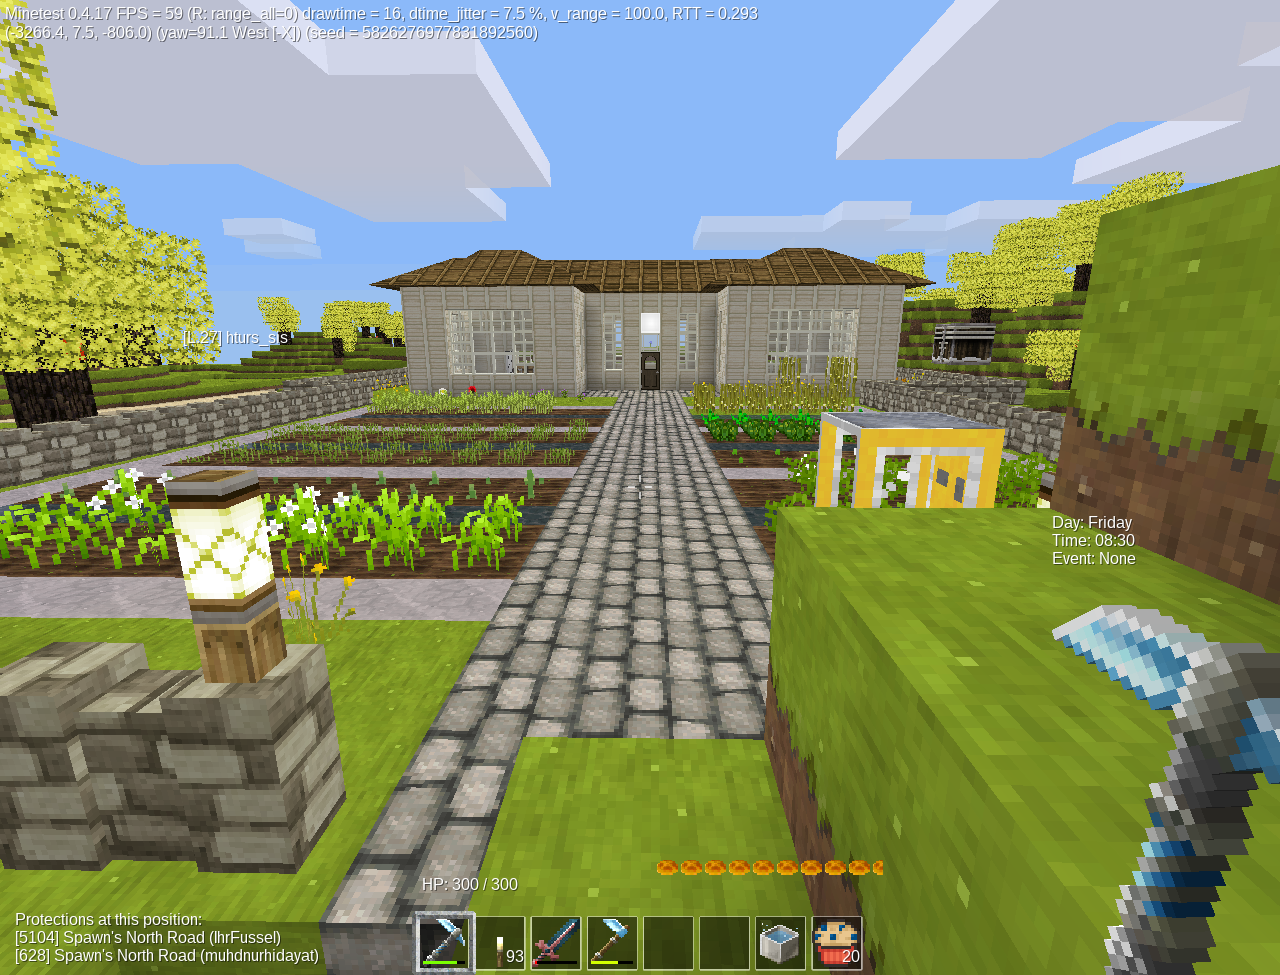 Minetest 0.4.17 FPS = 59 (R: range_all=0) drawtime = 16, dtime_jitter = 7.5 %, v_range = 100.0, RTT = 0.293
(-3266.4, 7.5, -806.0) (yaw=91.1 West [-X]) (seed = 5826276977831892560)
[L.27] hturs_sis
Day: Friday
Time: 08:30
Event: None
HP: 300 / 300
Protections at this position:
[5104] Spawn's North Road (lhrFussel)
[628] Spawn's North Road (muhdnurhidayat)
93
20